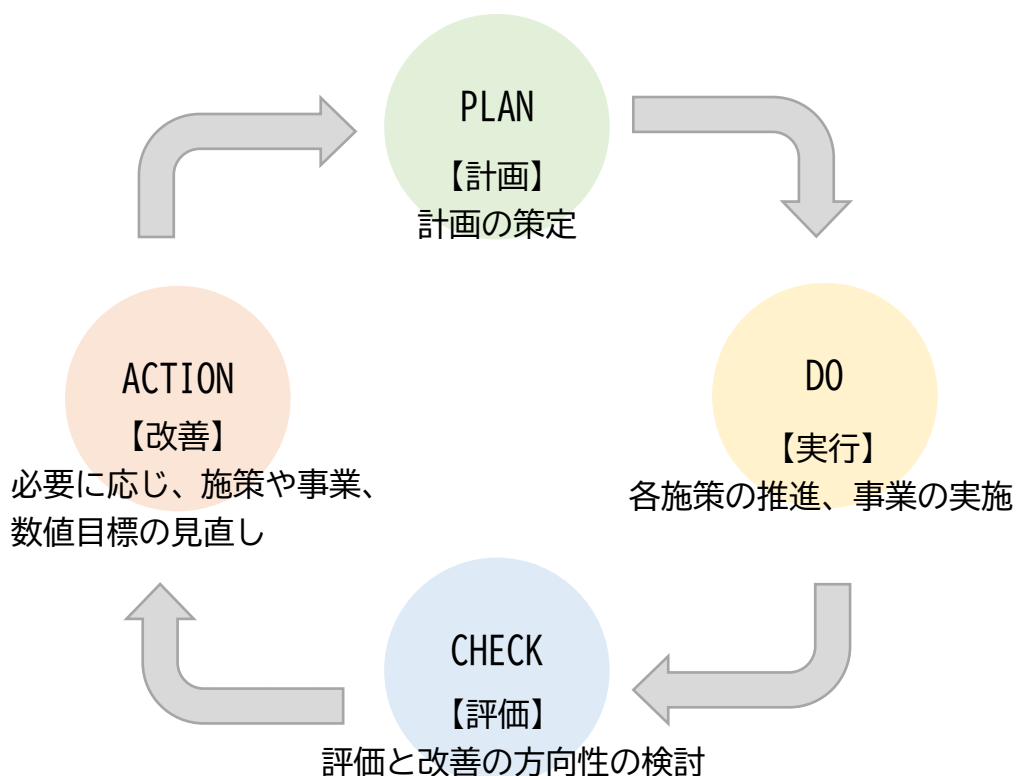 PLAN
【計画】
計画の策定
DO
【実行】
各施策の推進、事業の実施
CHECK
【評価】
評価と改善の方向性の検討
ACTION
【改善】
必要に応じ、施策や事業、
数値目標の見直し